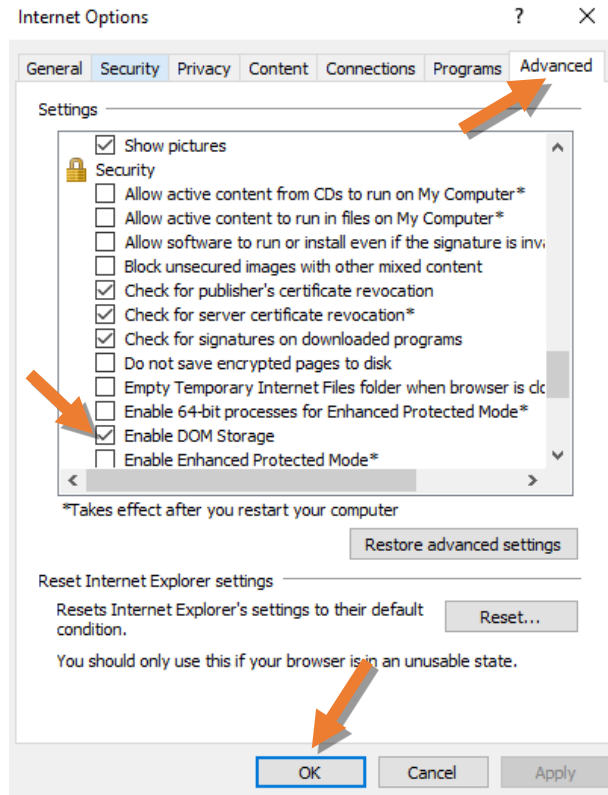 Internet Options ? ×
General Security Privacy Content Connections Programs Advanced
Settings
Show pictures
Security
Allow active content from CDs to run on My Computer*
Allow active content to run in files on My Computer*
Allow software to run or install even if the signature is inva
Block unsecured images with other mixed content
Check for publisher's certificate revocation
Check for server certificate revocation*
Check for signatures on downloaded programs
Do not save encrypted pages to disk
Empty Temporary Internet Files folder when browser is clo
Enable 64-bit processes for Enhanced Protected Mode*
Enable DOM Storage
Enable Enhanced Protected Mode*
*Takes effect after you restart your computer
Restore advanced settings
Reset Internet Explorer settings
Resets Internet Explorer's settings to their default
condition.
Reset...
You should only use this if your browser is in an unusable state.
OK Cancel Apply